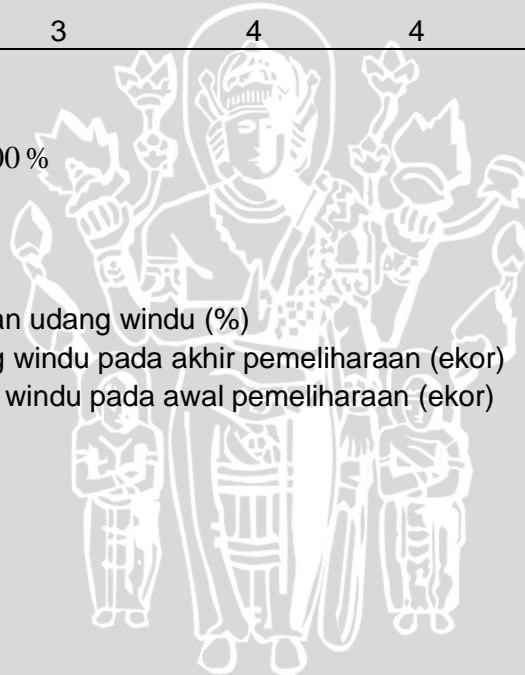 3 4 4
00 %
an udang windu (%)
g windu pada akhir pemeliharaan (ekor)
windu pada awal pemeliharaan (ekor)